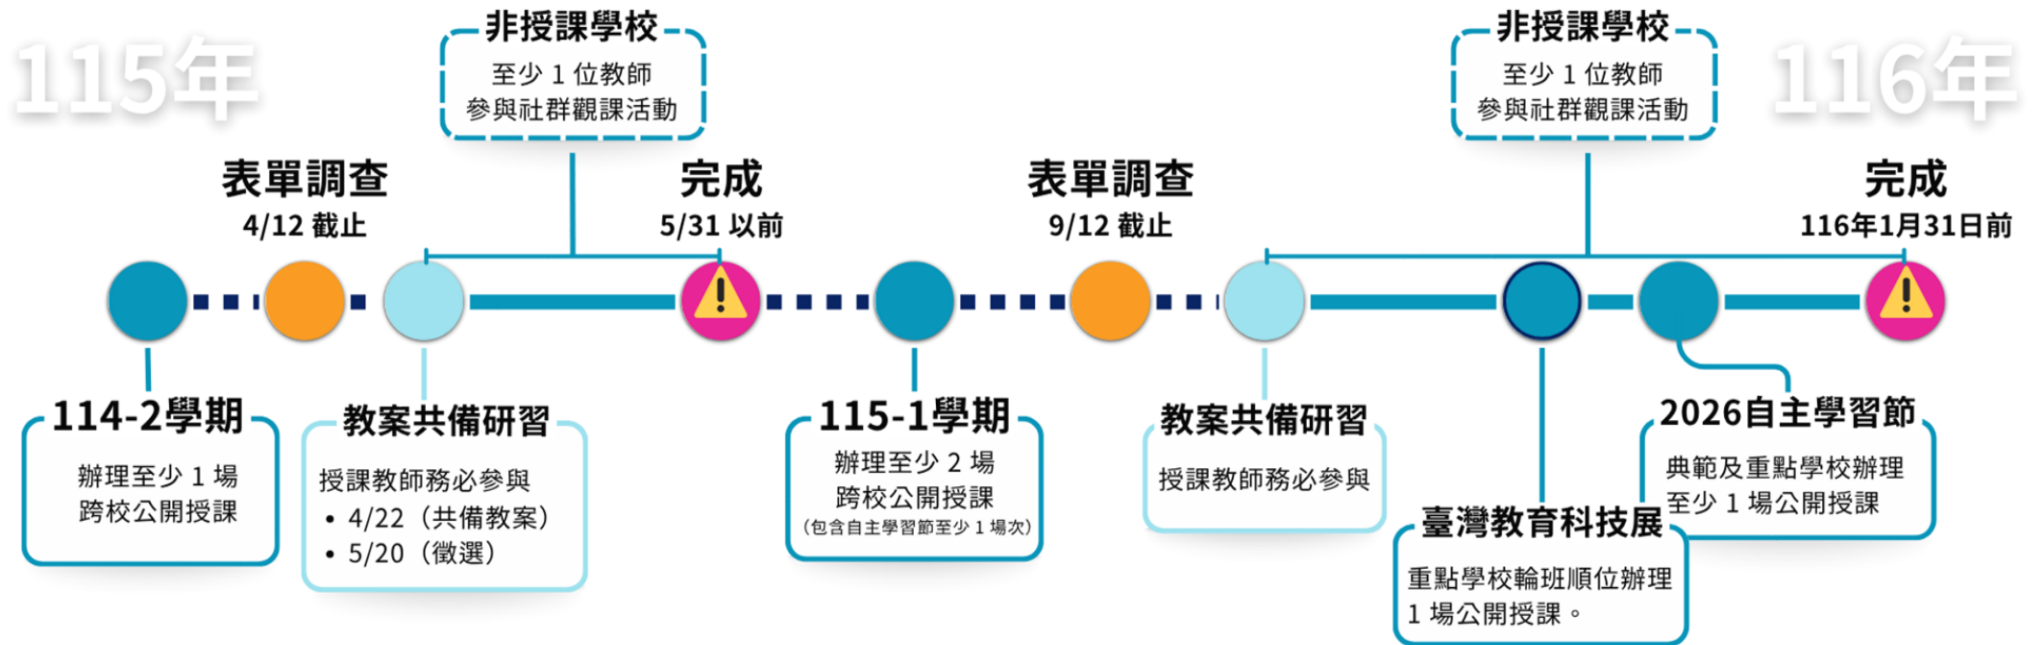 115年
非授課學校
至少 1 位教師
參與社群觀課活動
非授課學校
至少 1 位教師
參與社群觀課活動
116年
表單調查
4/12 截止
完成
5/31 以前
表單調查
9/12 截止
完成
116年1月31日前
114-2學期
辦理至少 1 場
跨校公開授課
教案共備研習
授課教師務必參與
• 4/22（共備教案）
• 5/20（徵選）
115-1學期
辦理至少 2 場
跨校公開授課
（包含自主學習節至少 1 場次）
教案共備研習
授課教師務必參與
臺灣教育科技展
重點學校輪班順位辦理
1 場公開授課。
2026自主學習節
典範及重點學校辦理
至少 1 場公開授課